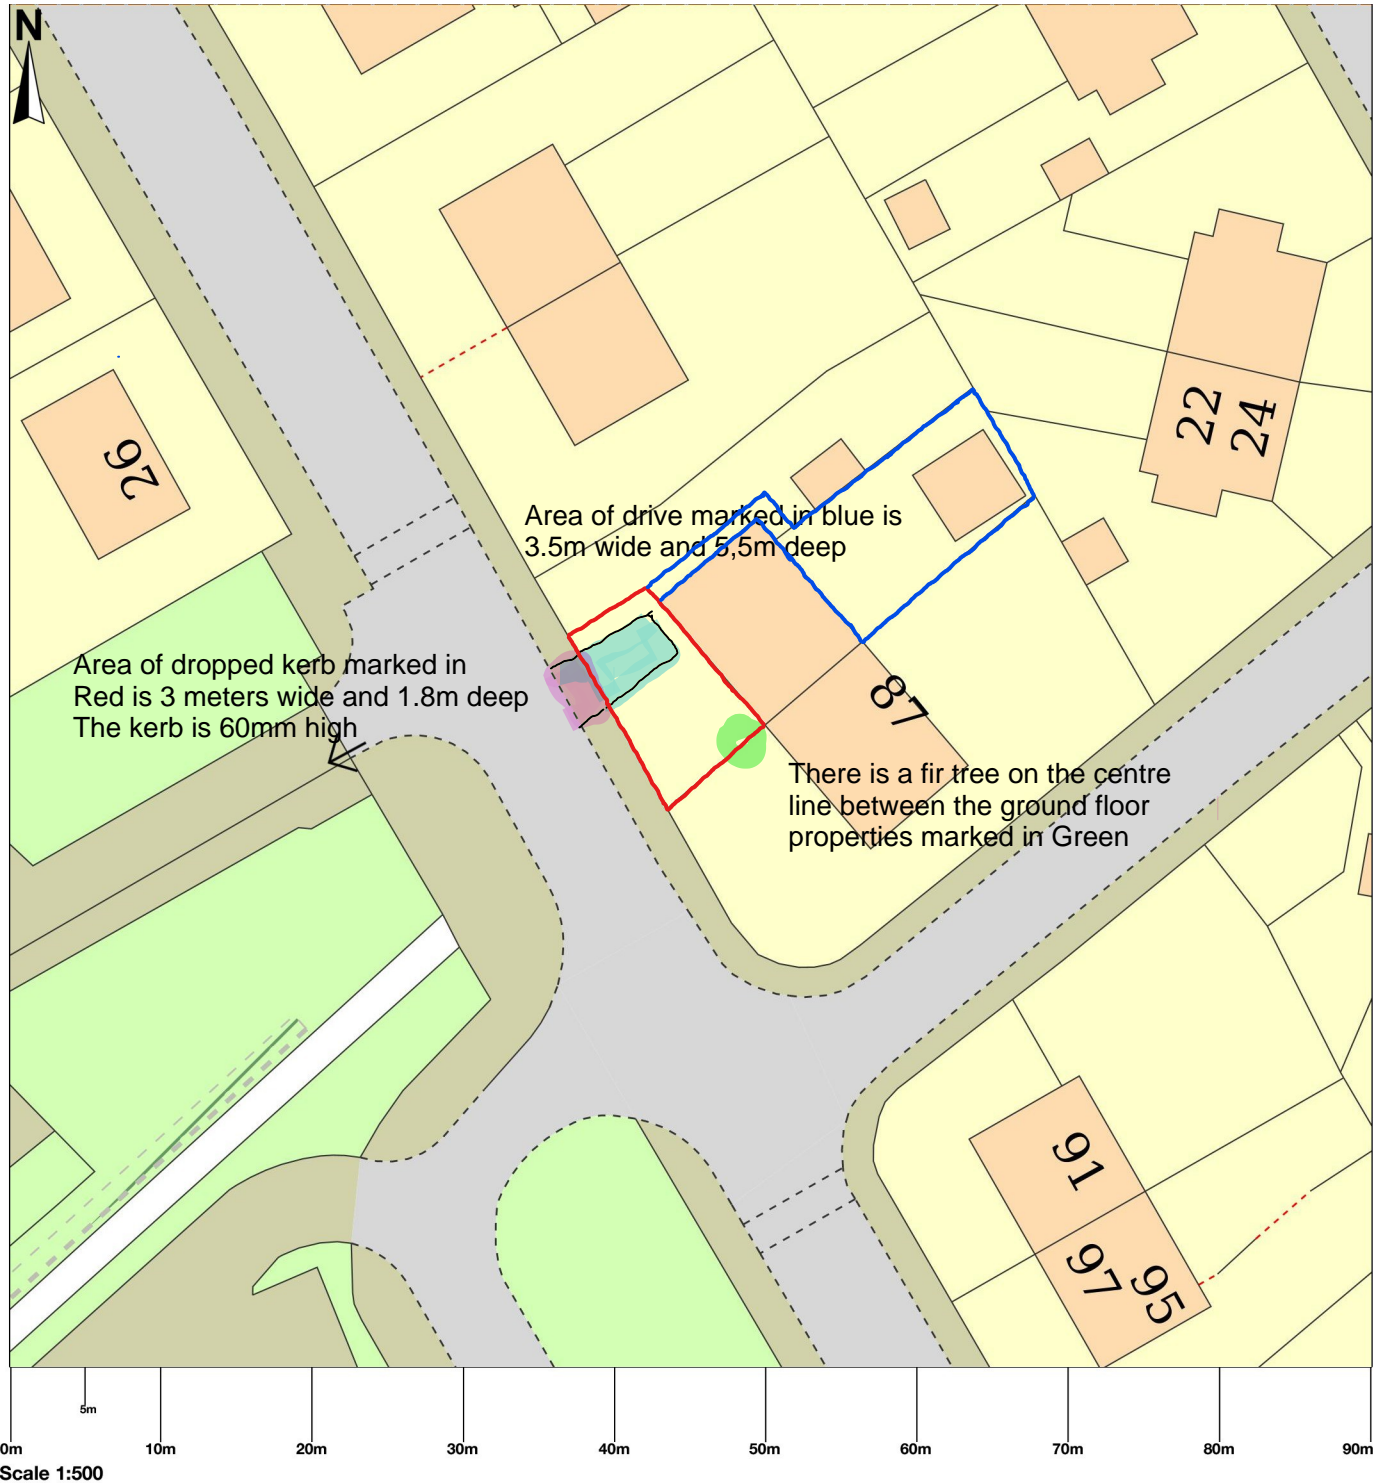 N
22
24
26
Area of drive marked in blue is
3.5m wide and 5,5m deep
Area of dropped kerb marked in
Red is 3 meters wide and 1.8m deep
The kerb is 60mm high
87
There is a fir tree on the centre
line between the ground floor
properties marked in Green
91
97
95
5m
0m 10m 20m 30m 40m 50m 60m 70m 80m 90m
Scale 1:500